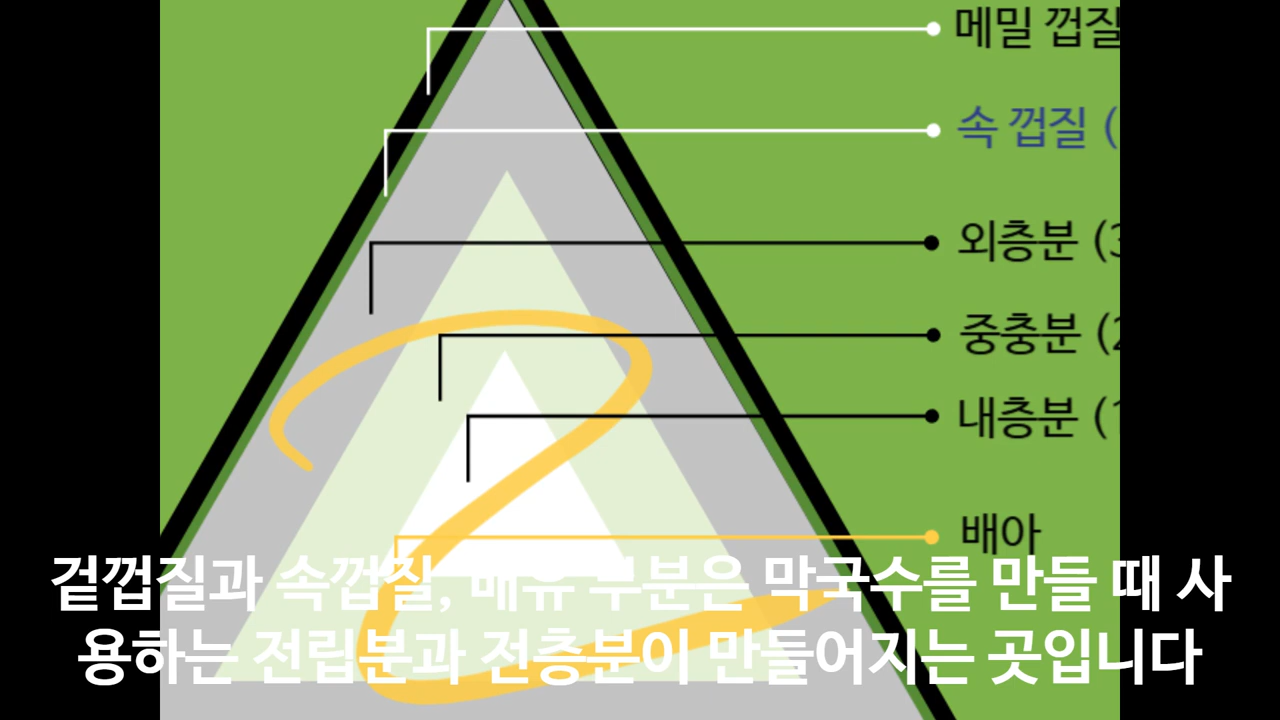 메밀 껍질
속 껍질 (
외층분 (3
중층분 (2
내층분 (1
배아
겉껍질과 속껍질, 배유 부분은 막국수를 만들 때 사
용하는 전립분과 전층분이 만들어지는 곳입니다